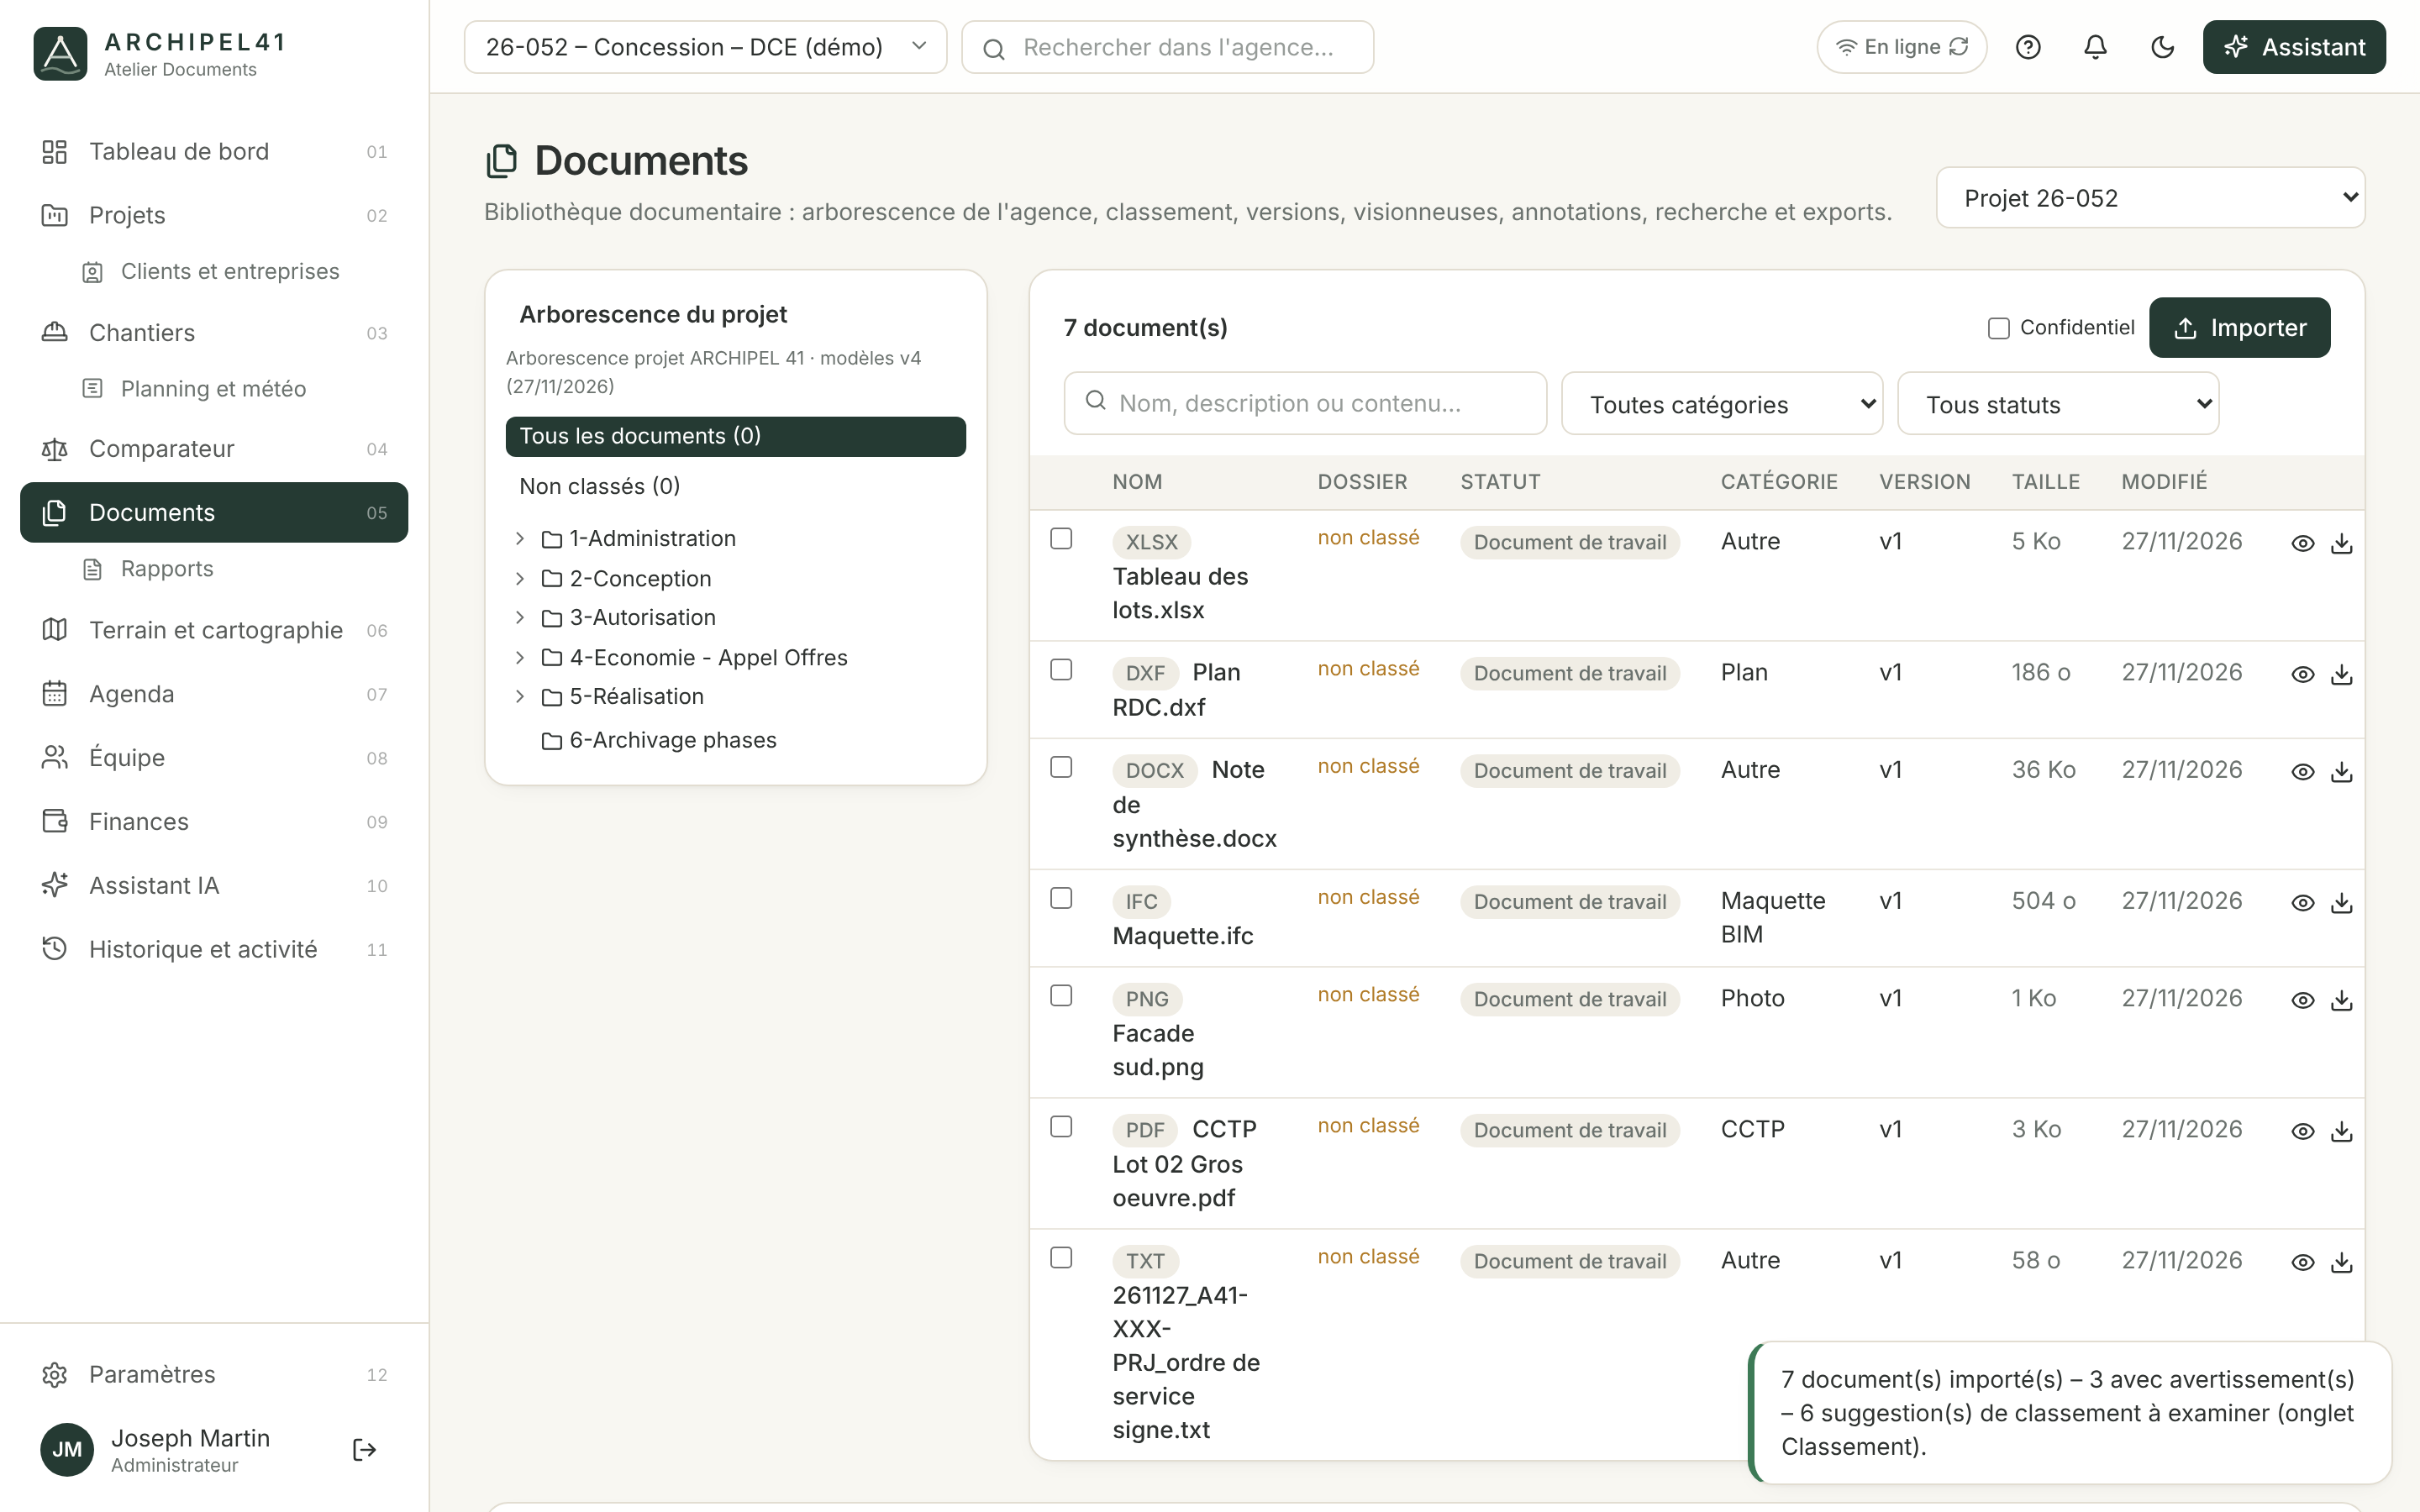 ARCHIPEL41
Atelier Documents
Tableau de bord 01
Projets 02
Clients et entreprises
Chantiers 03
Planning et météo
Comparateur 04
Documents 05
Rapports
Terrain et cartographie 06
Agenda 07
Équipe 08
Finances 09
Assistant IA 10
Historique et activité 11
Paramètres 12
JM
Joseph Martin
Administrateur
26-052 – Concession – DCE (démo)
Rechercher dans l'agence...
En ligne
Assistant
Documents
Bibliothèque documentaire : arborescence de l'agence, classement, versions, visionneuses, annotations, recherche et exports.
Projet 26-052
Arborescence du projet
Arborescence projet ARCHIPEL 41 · modèles v4
(27/11/2026)
Tous les documents (0)
Non classés (0)
1-Administration
2-Conception
3-Autorisation
4-Economie - Appel Offres
5-Réalisation
6-Archivage phases
7 document(s)
Confidentiel
Importer
Nom, description ou contenu...
Toutes catégories
Tous statuts
NOM DOSSIER STATUT CATÉGORIE VERSION TAILLE MODIFIÉ
XLSX non classé Document de travail Autre v1 5 Ko 27/11/2026
Tableau des
lots.xlsx
DXF Plan non classé Document de travail Plan v1 186 o 27/11/2026
RDC.dxf
DOCX Note non classé Document de travail Autre v1 36 Ko 27/11/2026
de
synthèse.docx
IFC non classé Document de travail Maquette v1 504 o 27/11/2026
Maquette.ifc BIM
PNG non classé Document de travail Photo v1 1 Ko 27/11/2026
Facade
sud.png
PDF CCTP non classé Document de travail CCTP v1 3 Ko 27/11/2026
Lot 02 Gros
oeuvre.pdf
TXT non classé Document de travail Autre v1 58 o 27/11/2026
261127_A41-
XXX-
PRJ_ordre de
service
signe.txt
7 document(s) importé(s) – 3 avec avertissement(s)
– 6 suggestion(s) de classement à examiner (onglet
Classement).